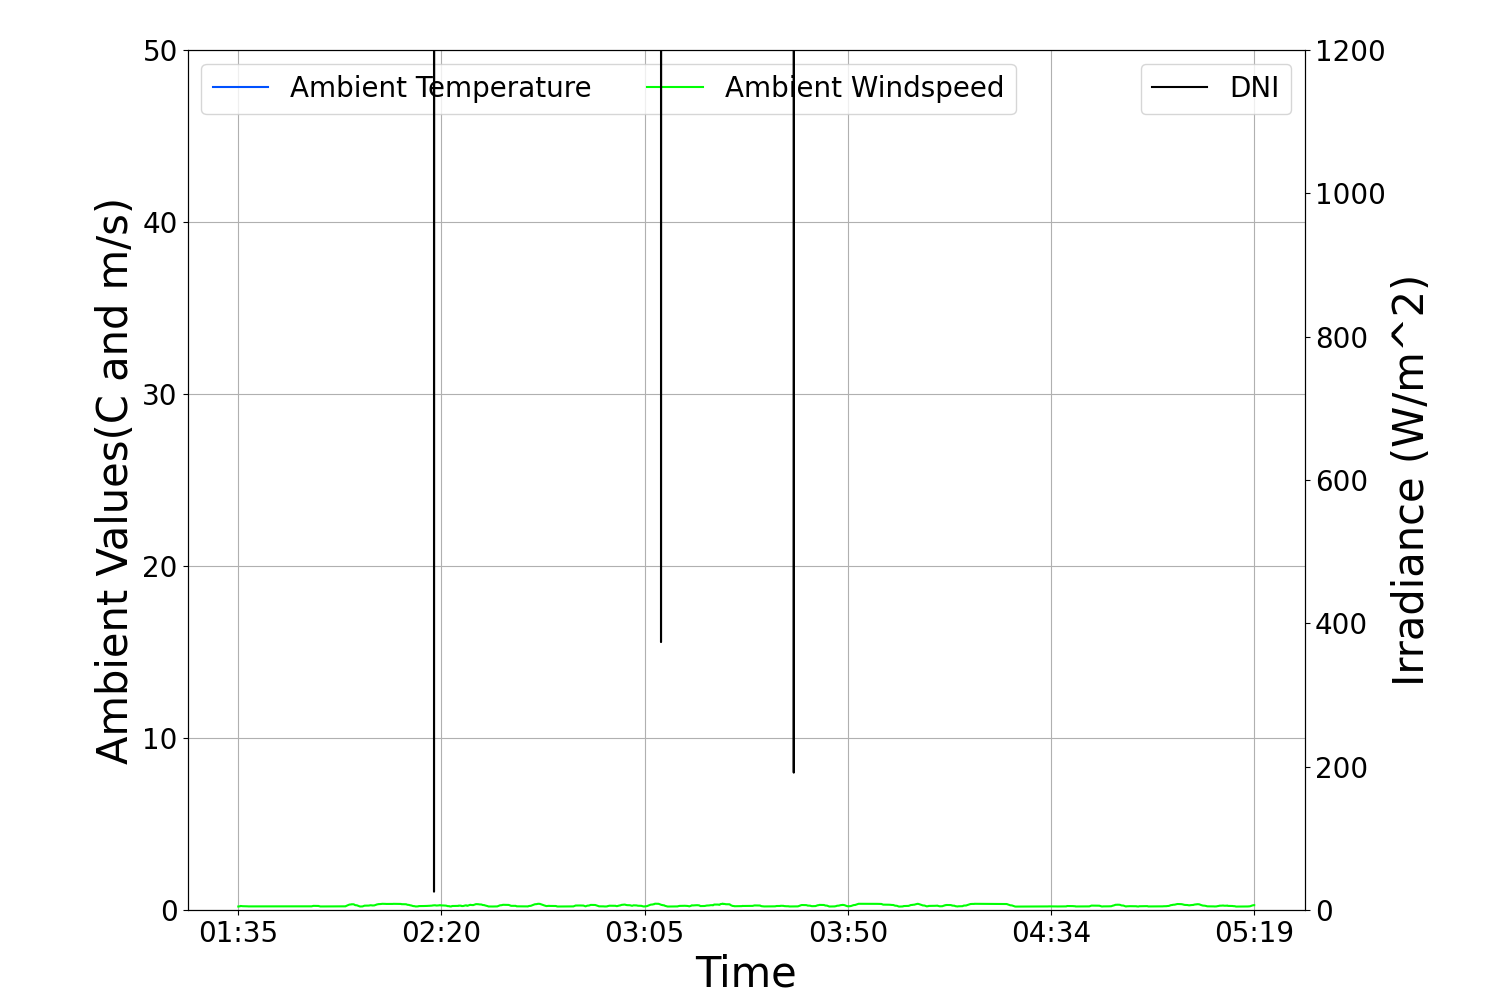 Ambient Temperature
Ambient Windspeed
DNI
50
40
30
20
10
0
Ambient Values(C and m/s)
1200
1000
800
600
400
200
0
Irradiance (W/m^2)
01:35 02:20 03:05 03:50 04:34 05:19
Time